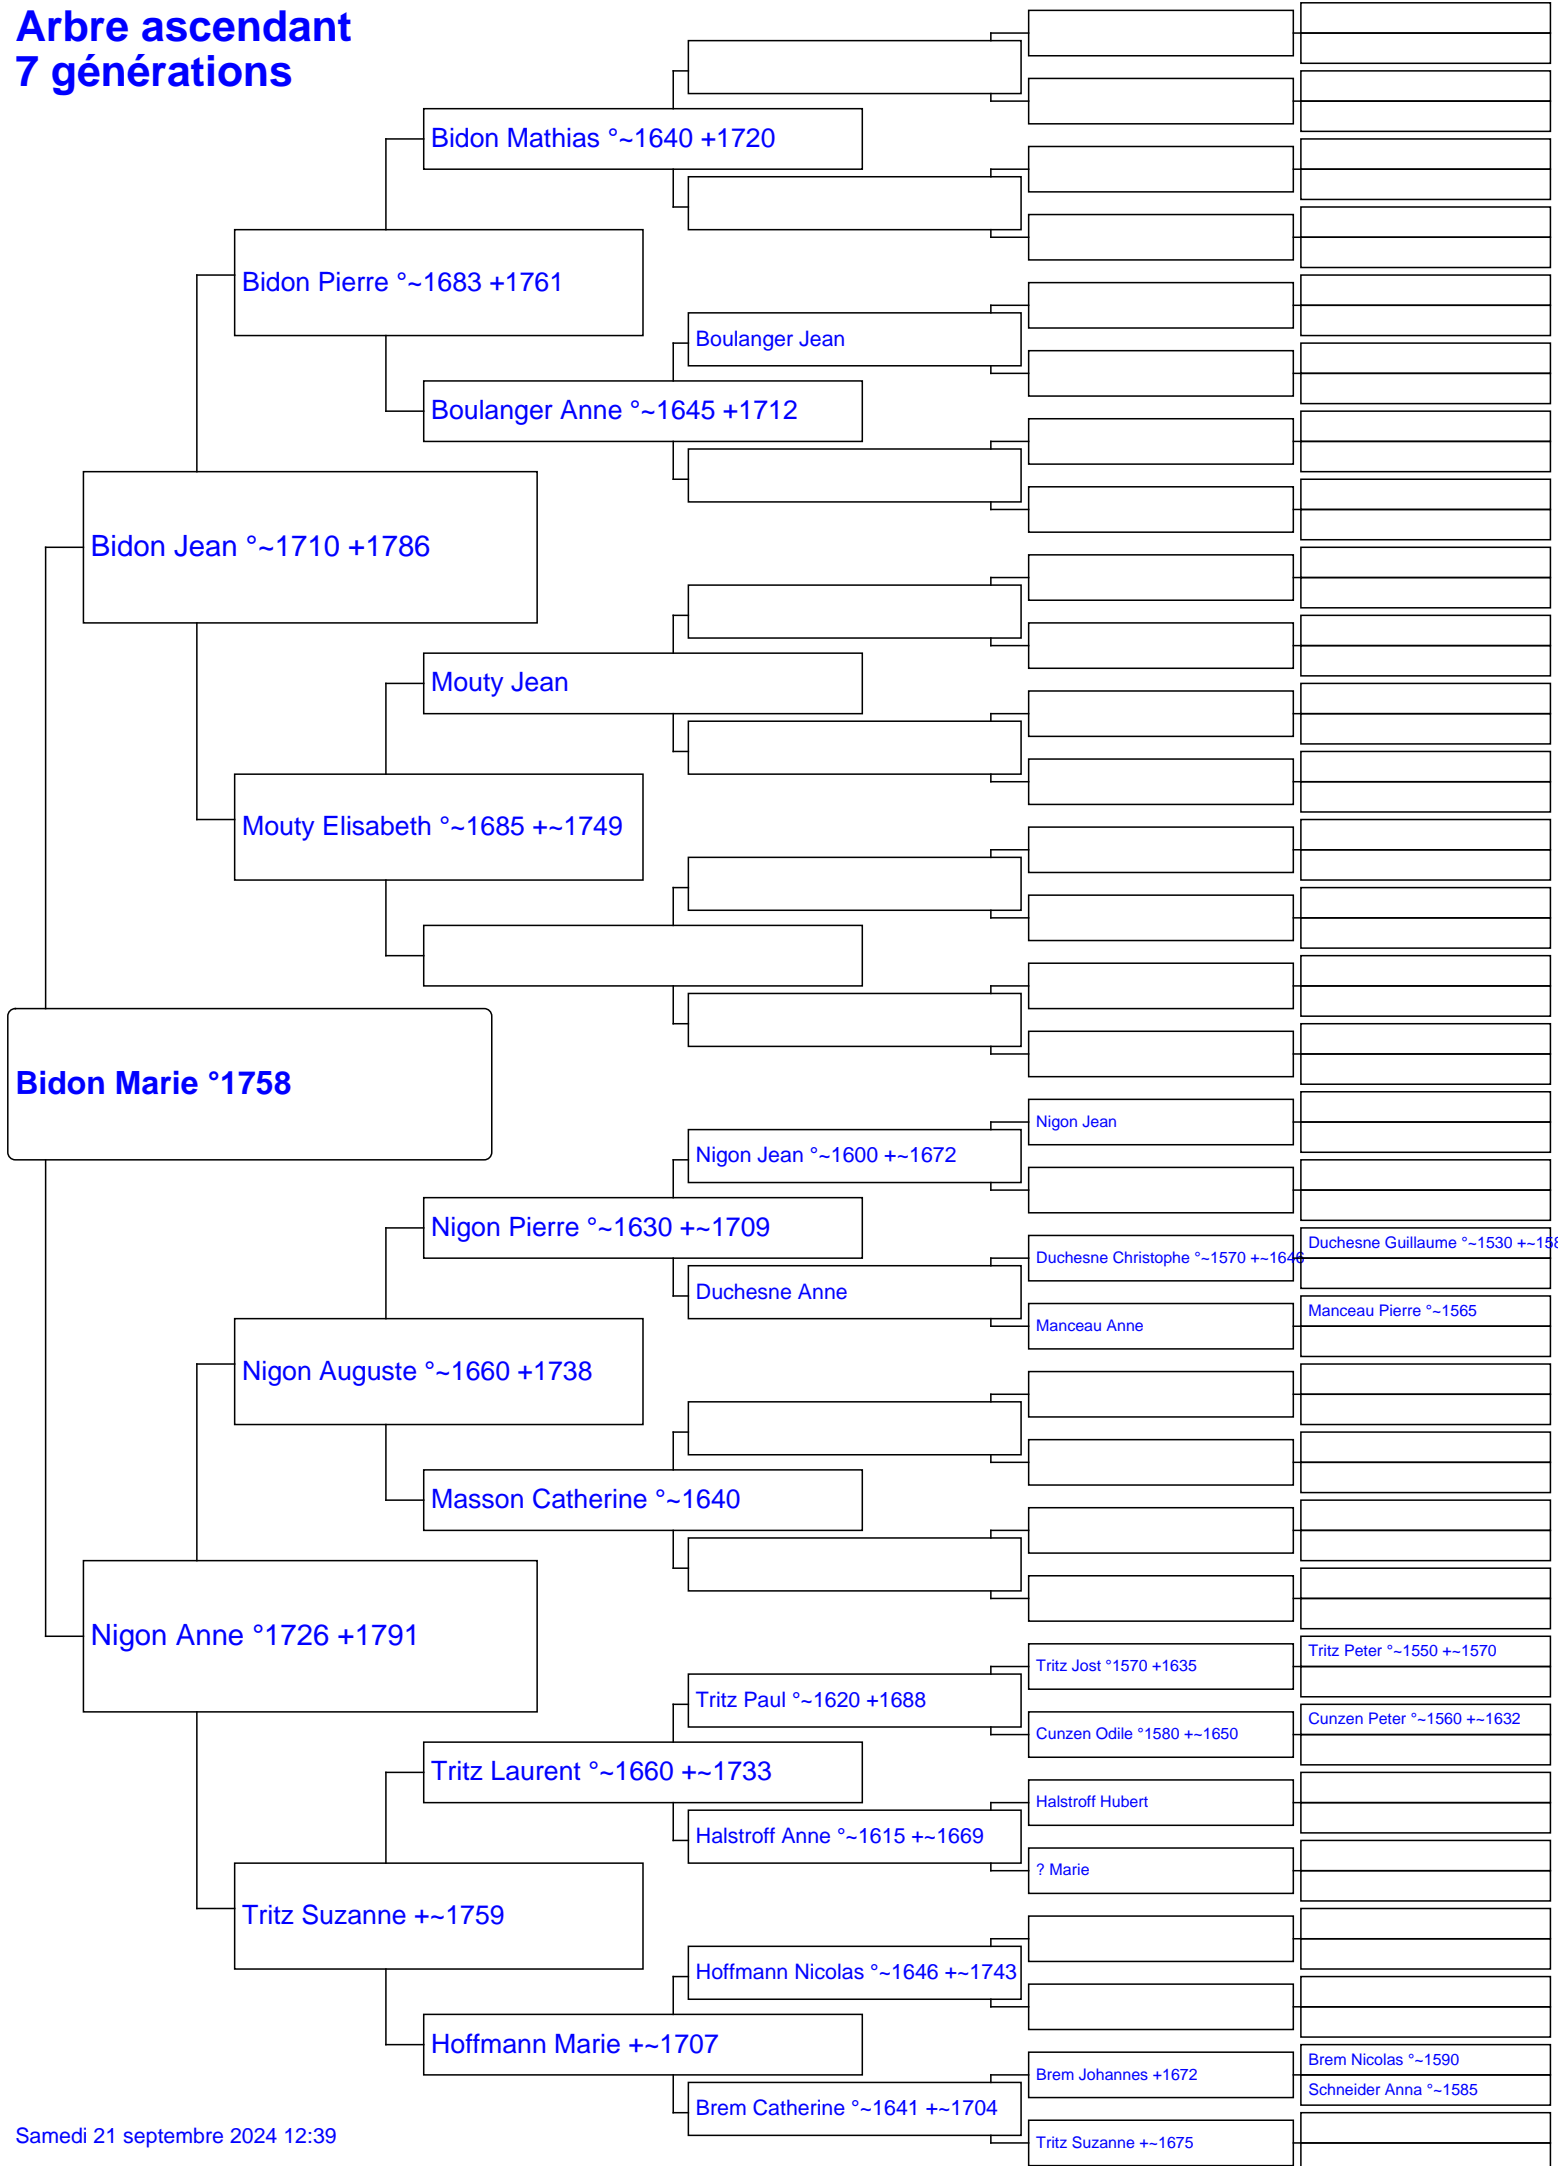 Arbre ascendant
7 générations
Bidon Mathias °~1640 +1720
Bidon Pierre °~1683 +1761
Boulanger Jean
Boulanger Anne °~1645 +1712
Bidon Jean °~1710 +1786
Mouty Jean
Mouty Elisabeth °~1685 +~1749
Bidon Marie °1758
Nigon Jean
Nigon Jean °~1600 +~1672
Nigon Pierre °~1630 +~1709
Duchesne Guillaume °~1530 +~158
Duchesne Christophe °~1570 +~1646
Duchesne Anne
Manceau Pierre °~1565
Manceau Anne
Nigon Auguste °~1660 +1738
Masson Catherine °~1640
Nigon Anne °1726 +1791
Tritz Peter °~1550 +~1570
Tritz Jost °1570 +1635
Tritz Paul °~1620 +1688
Cunzen Peter °~1560 +~1632
Cunzen Odile °1580 +~1650
Tritz Laurent °~1660 +~1733
Halstroff Hubert
Halstroff Anne °~1615 +~1669
? Marie
Tritz Suzanne +~1759
Hoffmann Nicolas °~1646 +~1743
Hoffmann Marie +~1707
Brem Nicolas °~1590
Brem Johannes +1672
Schneider Anna °~1585
Brem Catherine °~1641 +~1704
Tritz Suzanne +~1675
Samedi 21 septembre 2024 12:39